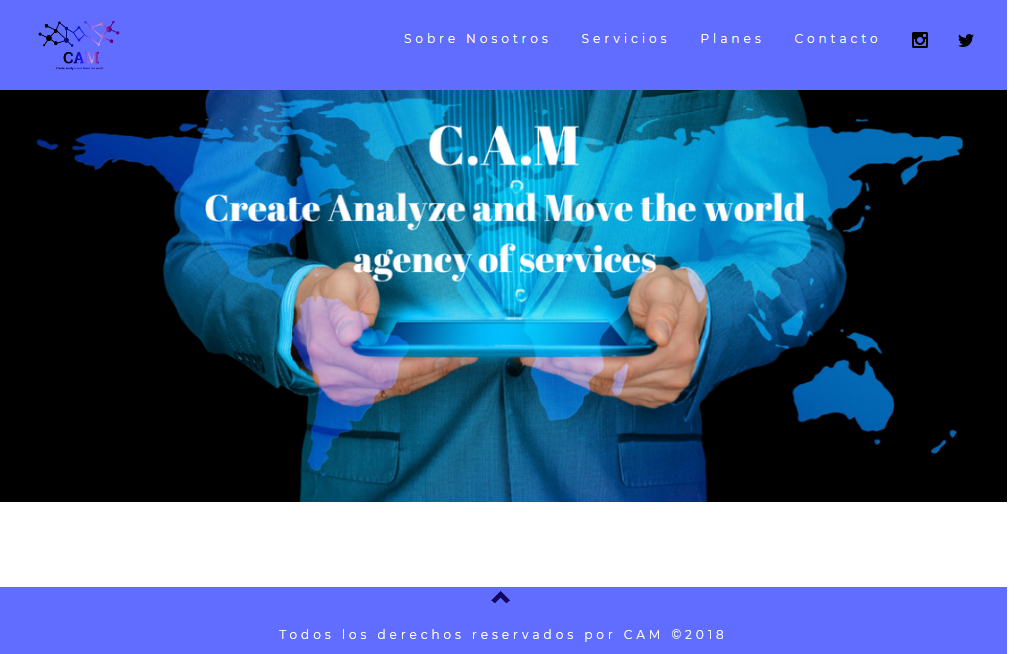 CAM
Sobre Nosotros
Servicios
Planes
Contacto
C.A.M
Create Analyze and Move the world
agency of services
Todos los derechos reservados por CAM ©2018